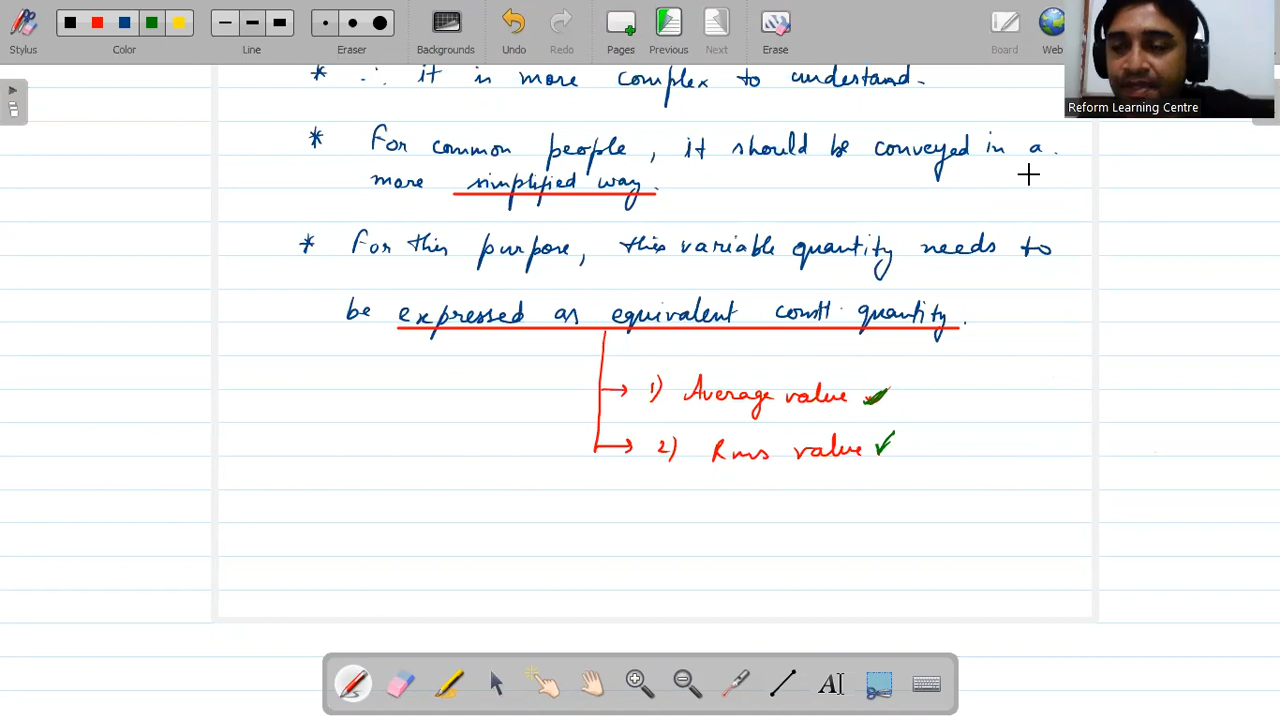 Stylus
Color
Line
Eraser
Backgrounds
Undo
Redo
Pages
Previous
Next
Erase
Board
Web
Reform Learning Centre
* ∴ it is more complex to understand.
* For common people, it should be conveyed in a
more simplified way.
* For this purpose, this variable quantity needs to
be expressed as equivalent constt. quantity.
→ 1) Average value ✓
→ 2) Rms value ✓
AI